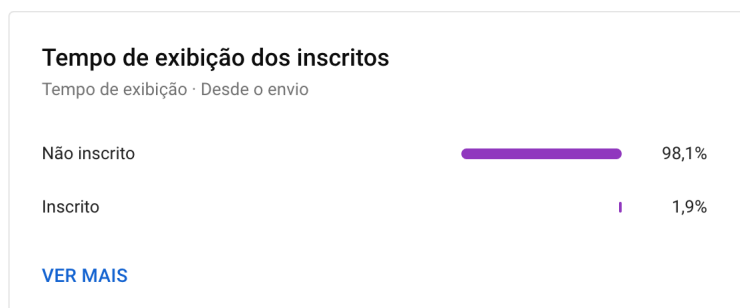 Tempo de exibição dos inscritos
Tempo de exibição · Desde o envio
Não inscrito 98,1%
Inscrito 1,9%
VER MAIS